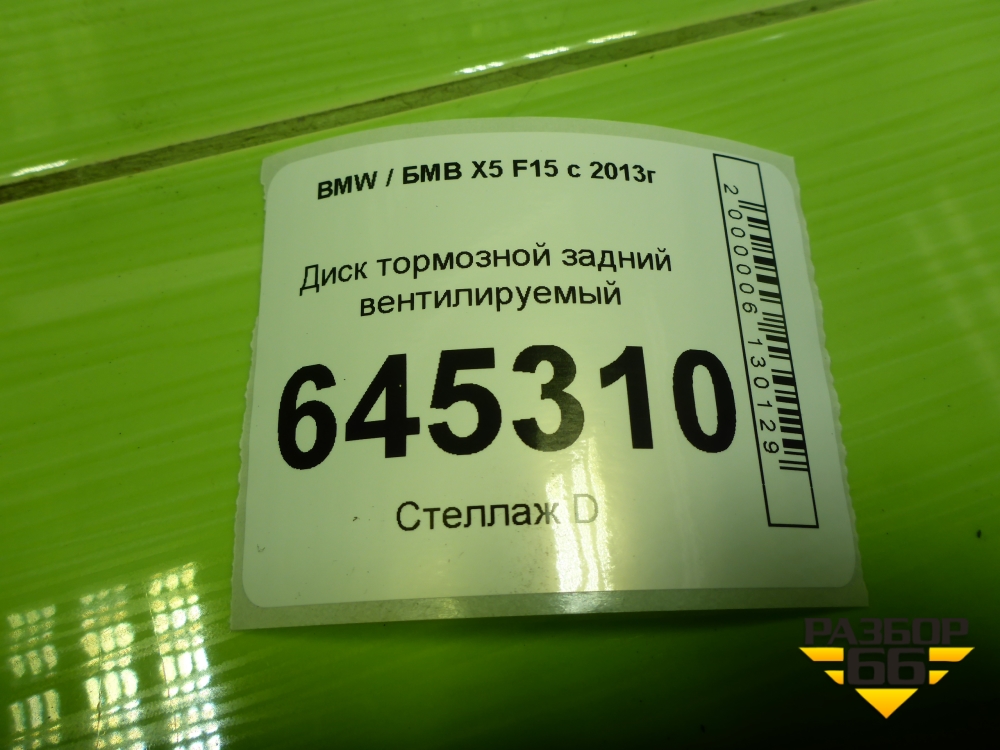 BMW / БМВ X5 F15 с 2013г
Диск тормозной задний
вентилируемый
645310
Стеллаж D
2000006130129
РАЗБОР
66